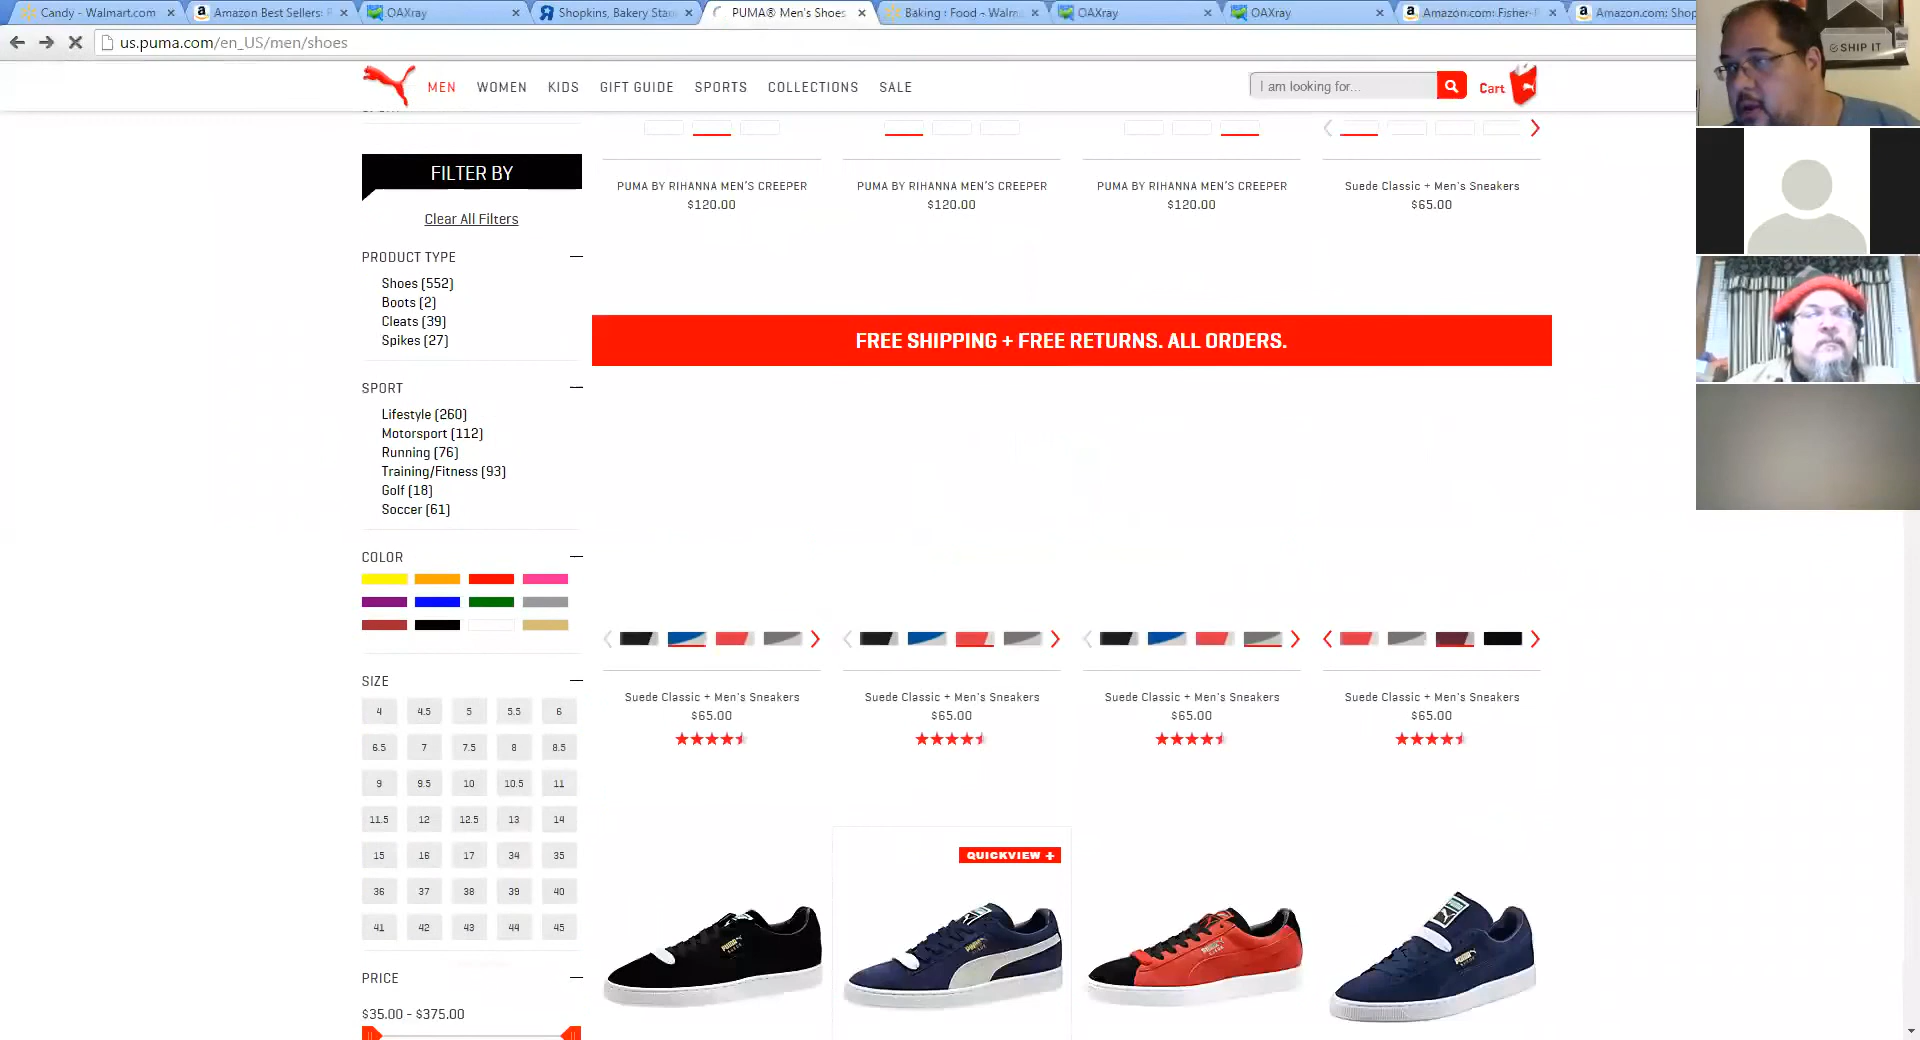 Candy - Walmart.com
Amazon Best Sellers:
OAXray
Shopkins, Bakery
PUMA® Men's Shoes
Baking : Food - Walm
OAXray
OAXray
Amazon.com: Fisher-
Amazon.com: Shop
us.puma.com/en_US/men/shoes
SHIP IT
MEN WOMEN KIDS GIFT GUIDE SPORTS COLLECTIONS SALE
I am looking for...
Cart
FILTER BY
Clear All Filters
PRODUCT TYPE
Shoes (552)
Boots (2)
Cleats (39)
Spikes (27)
SPORT
Lifestyle (260)
Motorsport (112)
Running (76)
Training/Fitness (93)
Golf (18)
Soccer (61)
COLOR
SIZE
4 4.5 5 5.5 6
6.5 7 7.5 8 8.5
9 9.5 10 10.5 11
11.5 12 12.5 13 14
15 16 17 34 35
36 37 38 39 40
41 42 43 44 45
PRICE
$35.00 - $375.00
PUMA BY RIHANNA MEN'S CREEPER
$120.00
PUMA BY RIHANNA MEN'S CREEPER
$120.00
PUMA BY RIHANNA MEN'S CREEPER
$120.00
Suede Classic + Men's Sneakers
$65.00
FREE SHIPPING + FREE RETURNS. ALL ORDERS.
Suede Classic + Men's Sneakers
$65.00
Suede Classic + Men's Sneakers
$65.00
Suede Classic + Men's Sneakers
$65.00
Suede Classic + Men's Sneakers
$65.00
QUICKVIEW +